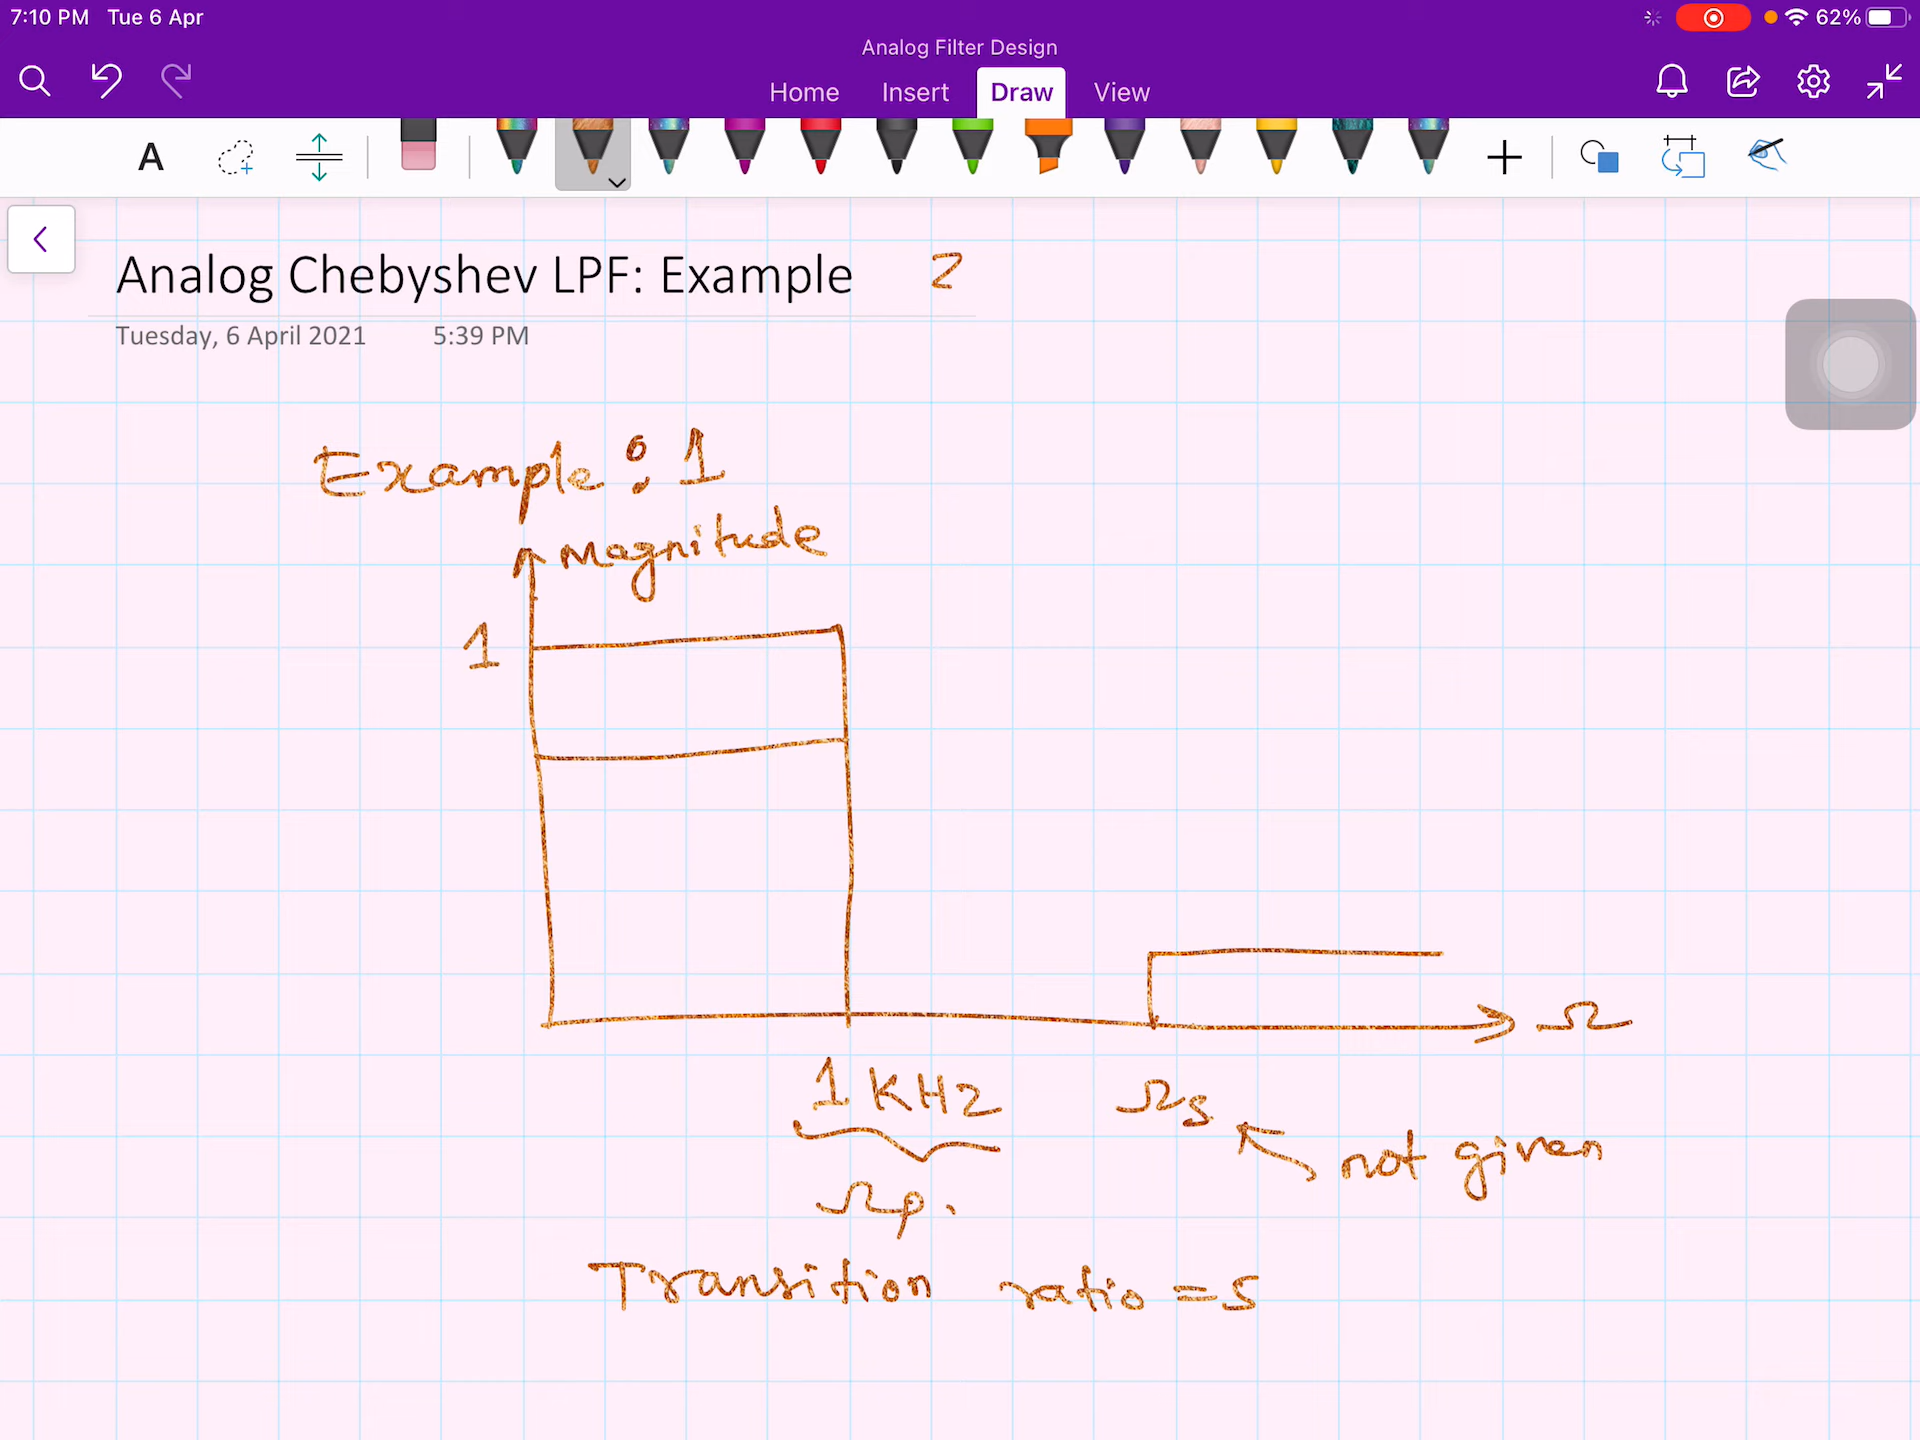 7:10 PM Tue 6 Apr 62%
Analog Filter Design
Home Insert Draw View
A
Analog Chebyshev LPF: Example 2
Tuesday, 6 April 2021 5:39 PM
Example : 1
Magnitude
1
Ω
1 KHz Ωs
not given
Ωp.
Transition ratio = 5